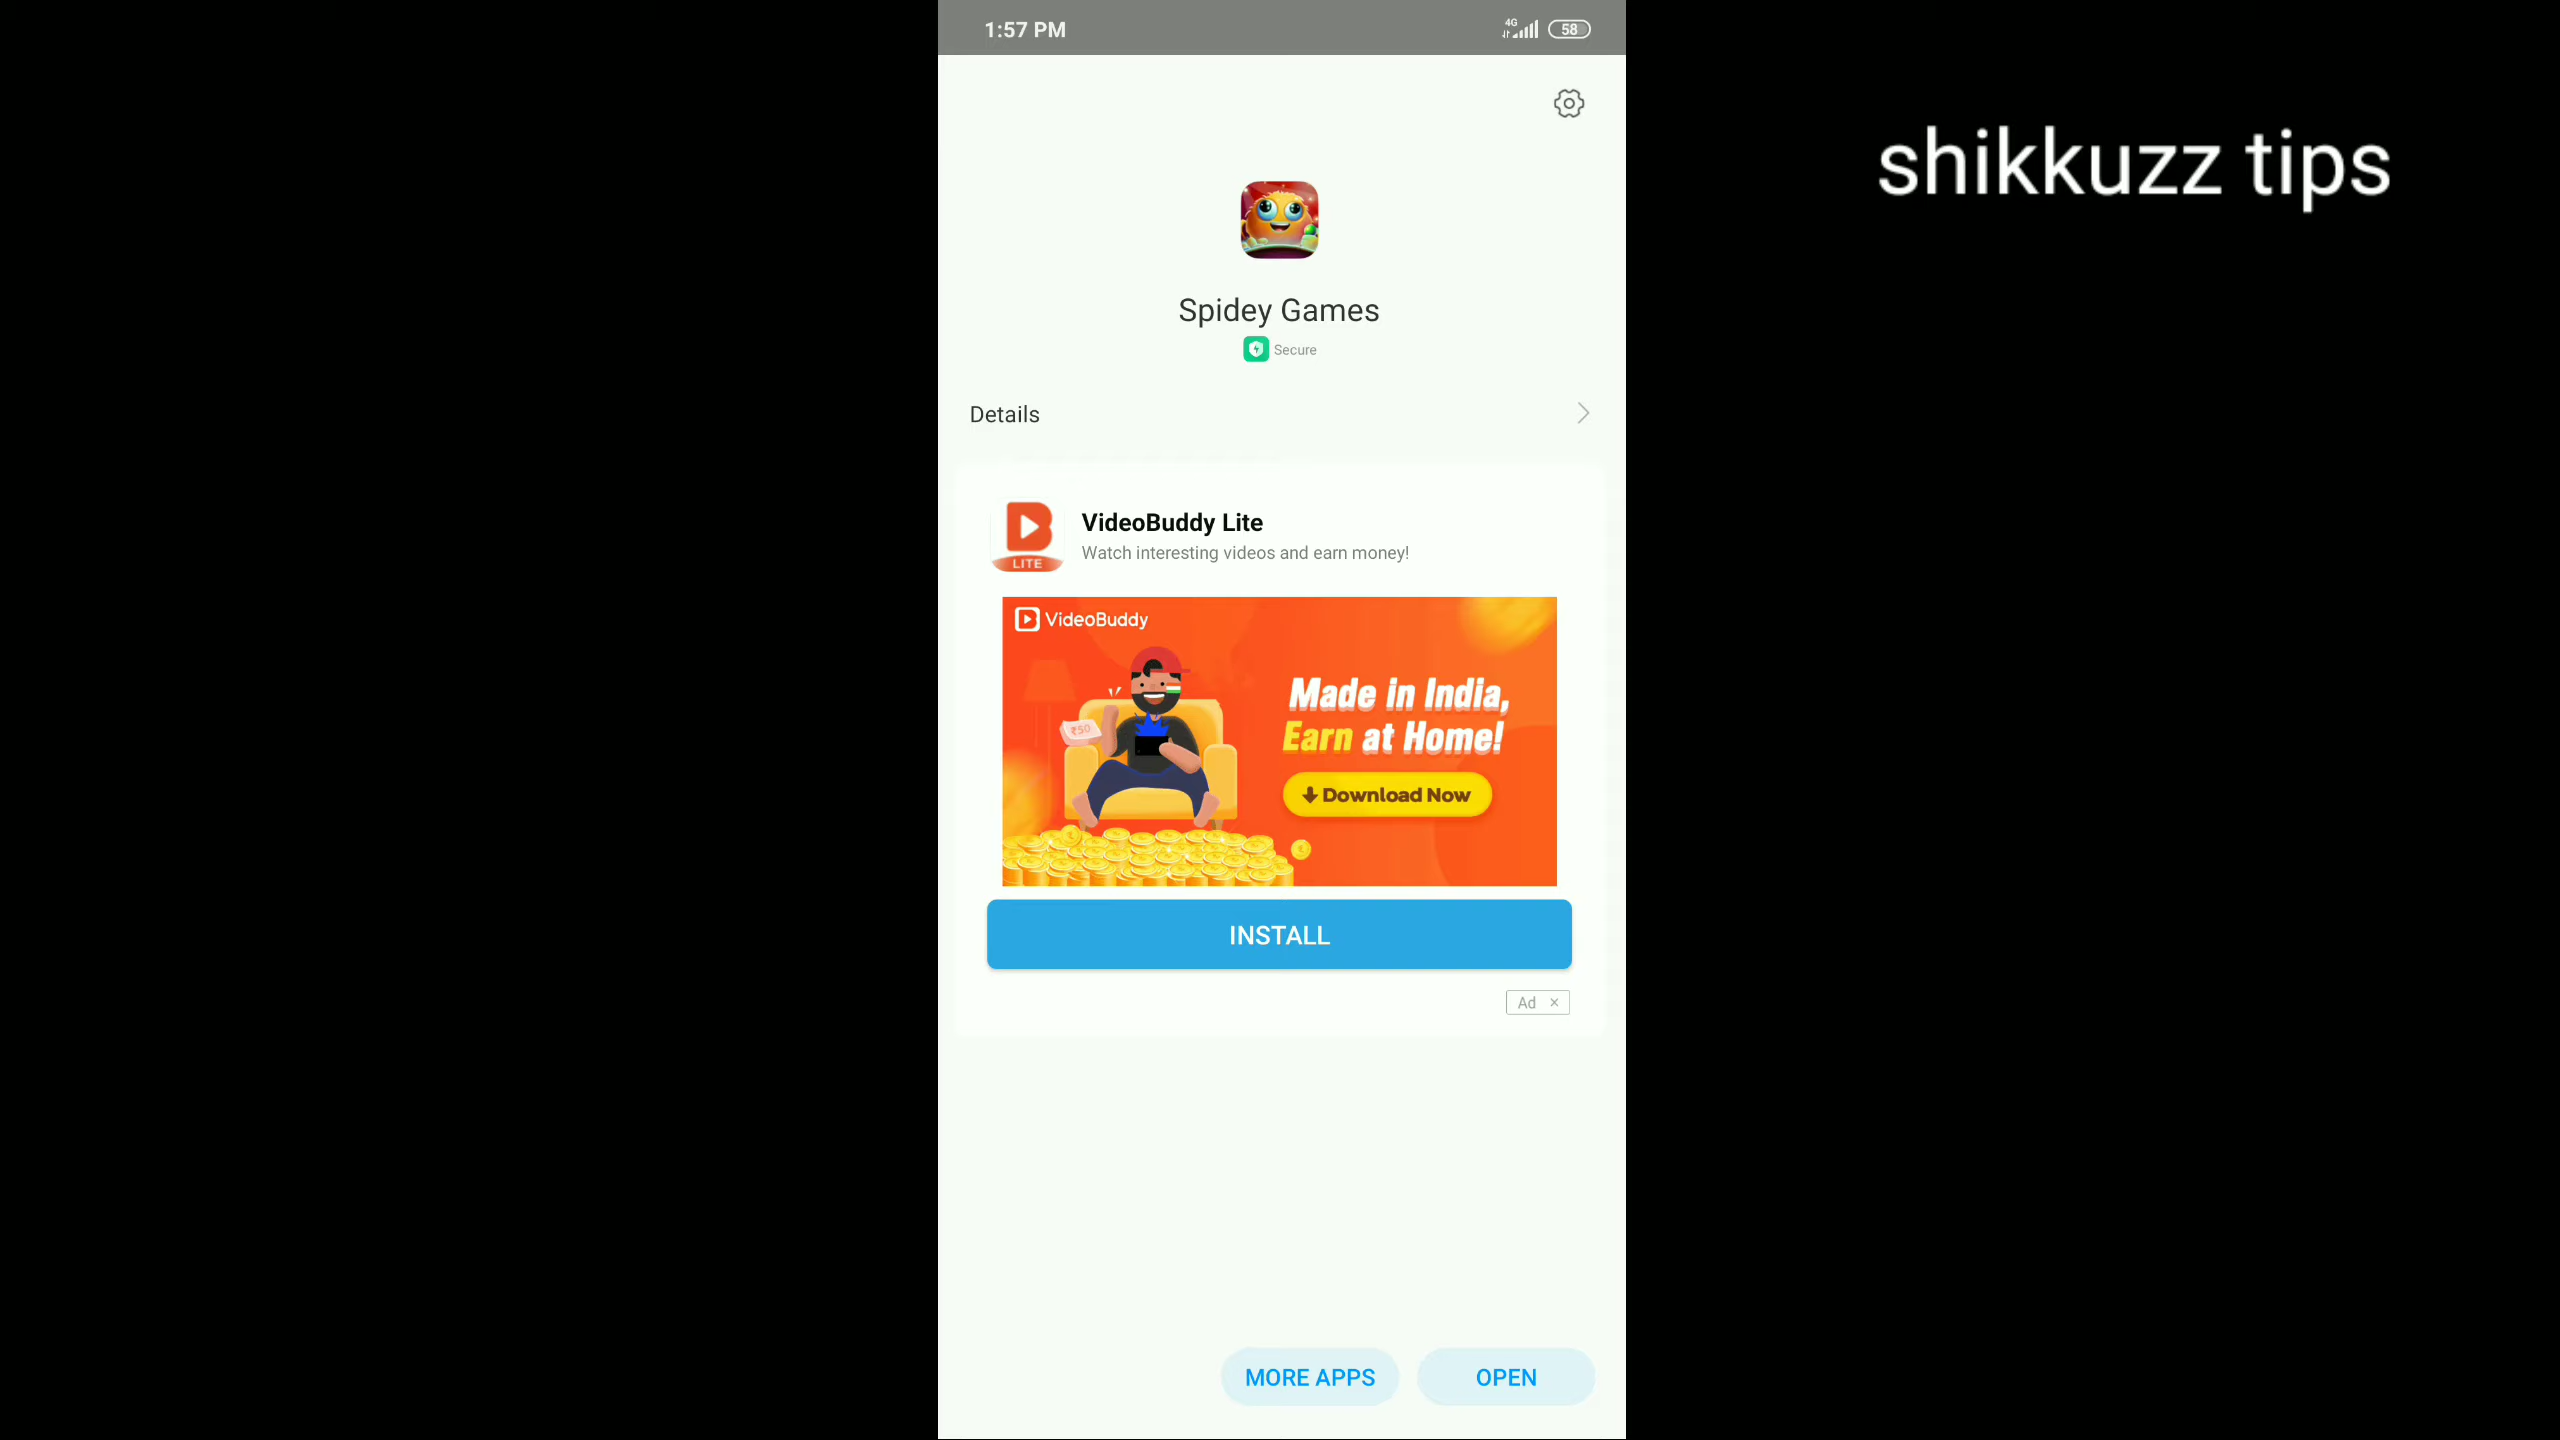 1:57 PM
4G
58
shikkuzz tips
Spidey Games
Secure
Details
VideoBuddy Lite
Watch interesting videos and earn money!
LITE
VideoBuddy
₹50
Made in India,
Earn at Home!
Download Now
INSTALL
Ad ×
MORE APPS
OPEN